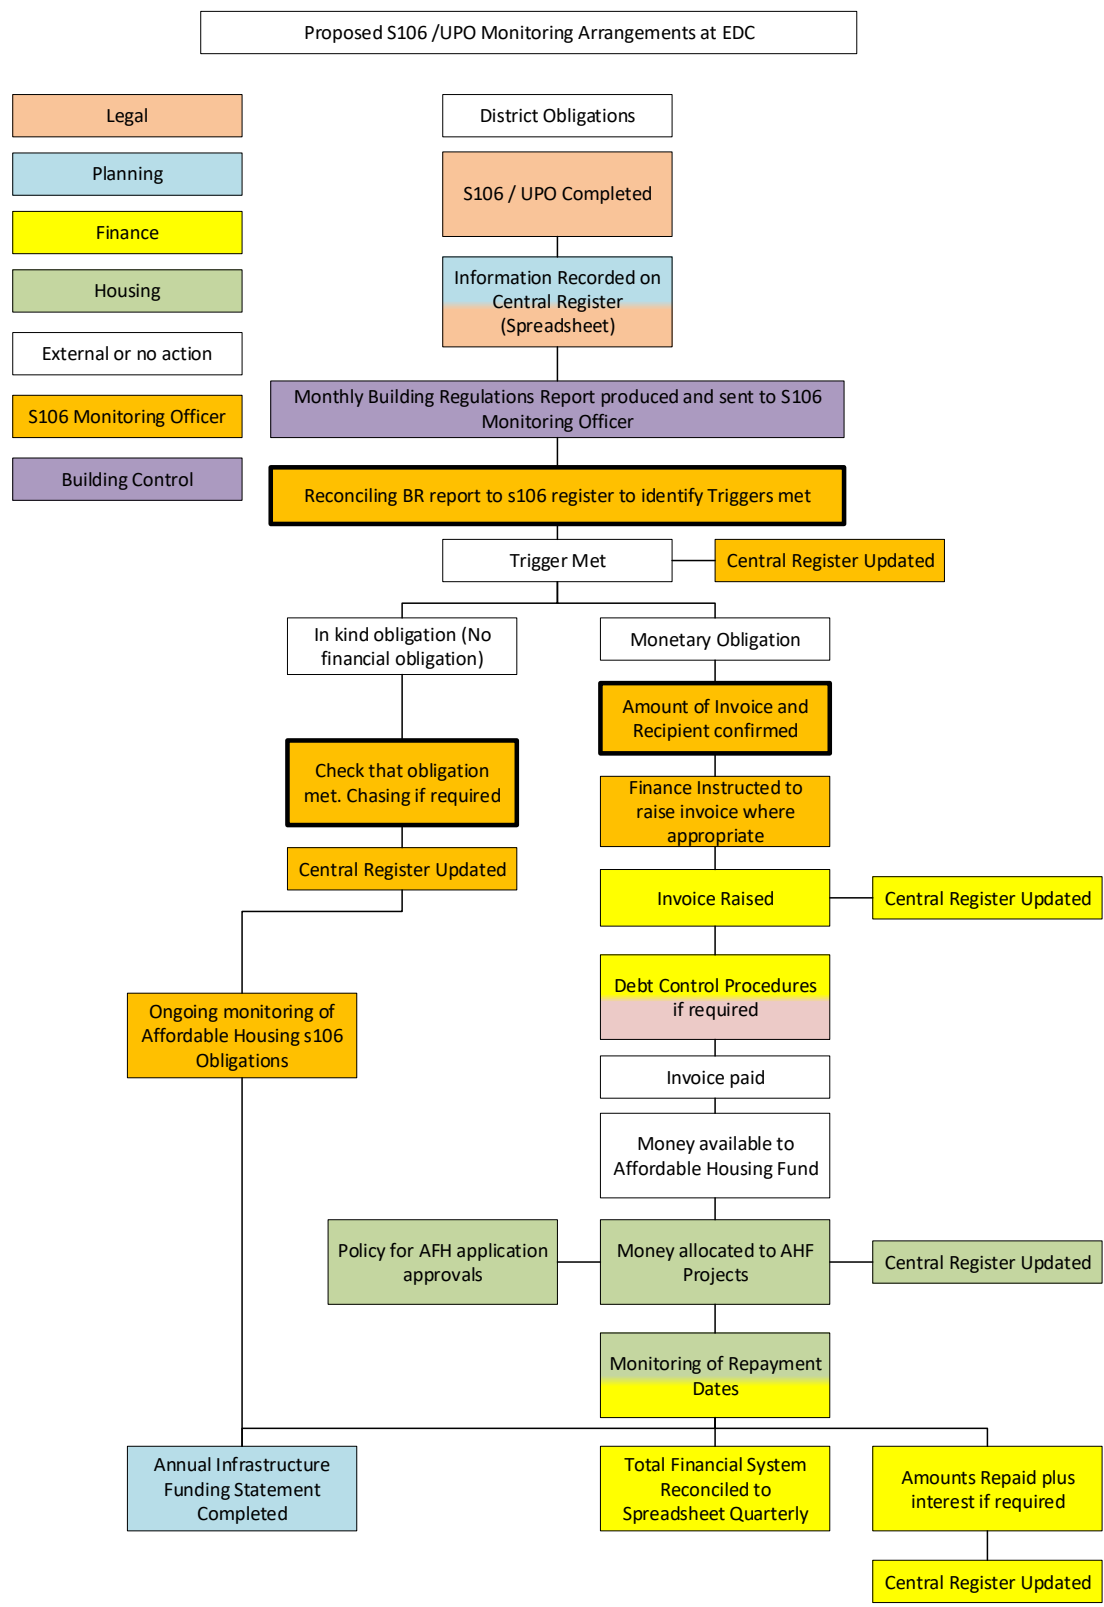 Proposed S106 /UPO Monitoring Arrangements at EDC
Legal
Planning
Finance
Housing
External or no action
S106 Monitoring Officer
Building Control
District Obligations
S106 / UPO Completed
Information Recorded on
Central Register
(Spreadsheet)
Monthly Building Regulations Report produced and sent to S106
Monitoring Officer
Reconciling BR report to s106 register to identify Triggers met
Trigger Met
Central Register Updated
In kind obligation (No
financial obligation)
Check that obligation
met. Chasing if required
Central Register Updated
Ongoing monitoring of
Affordable Housing s106
Obligations
Monetary Obligation
Amount of Invoice and
Recipient confirmed
Finance Instructed to
raise invoice where
appropriate
Invoice Raised
Central Register Updated
Debt Control Procedures
if required
Invoice paid
Money available to
Affordable Housing Fund
Policy for AFH application
approvals
Money allocated to AHF
Projects
Central Register Updated
Monitoring of Repayment
Dates
Annual Infrastructure
Funding Statement
Completed
Total Financial System
Reconciled to
Spreadsheet Quarterly
Amounts Repaid plus
interest if required
Central Register Updated